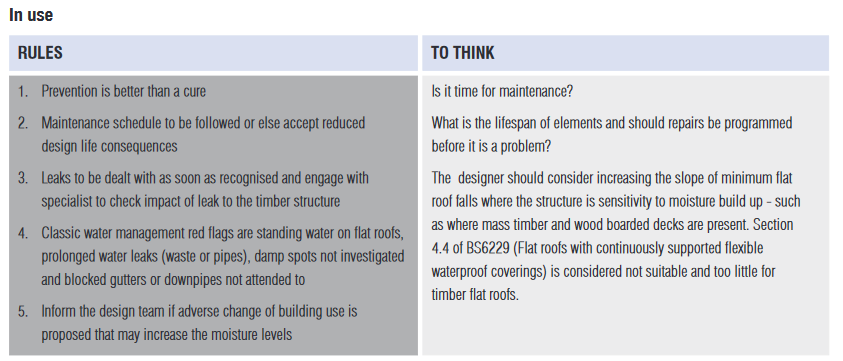 In use
RULES
TO THINK
1. Prevention is better than a cure
2. Maintenance schedule to be followed or else accept reduced
design life consequences
3. Leaks to be dealt with as soon as recognised and engage with
specialist to check impact of leak to the timber structure
4. Classic water management red flags are standing water on flat roofs,
prolonged water leaks (waste or pipes), damp spots not investigated
and blocked gutters or downpipes not attended to
5. Inform the design team if adverse change of building use is
proposed that may increase the moisture levels
Is it time for maintenance?
What is the lifespan of elements and should repairs be programmed
before it is a problem?
The designer should consider increasing the slope of minimum flat
roof falls where the structure is sensitivity to moisture build up - such
as where mass timber and wood boarded decks are present. Section
4.4 of BS6229 (Flat roofs with continuously supported flexible
waterproof coverings) is considered not suitable and too little for
timber flat roofs.